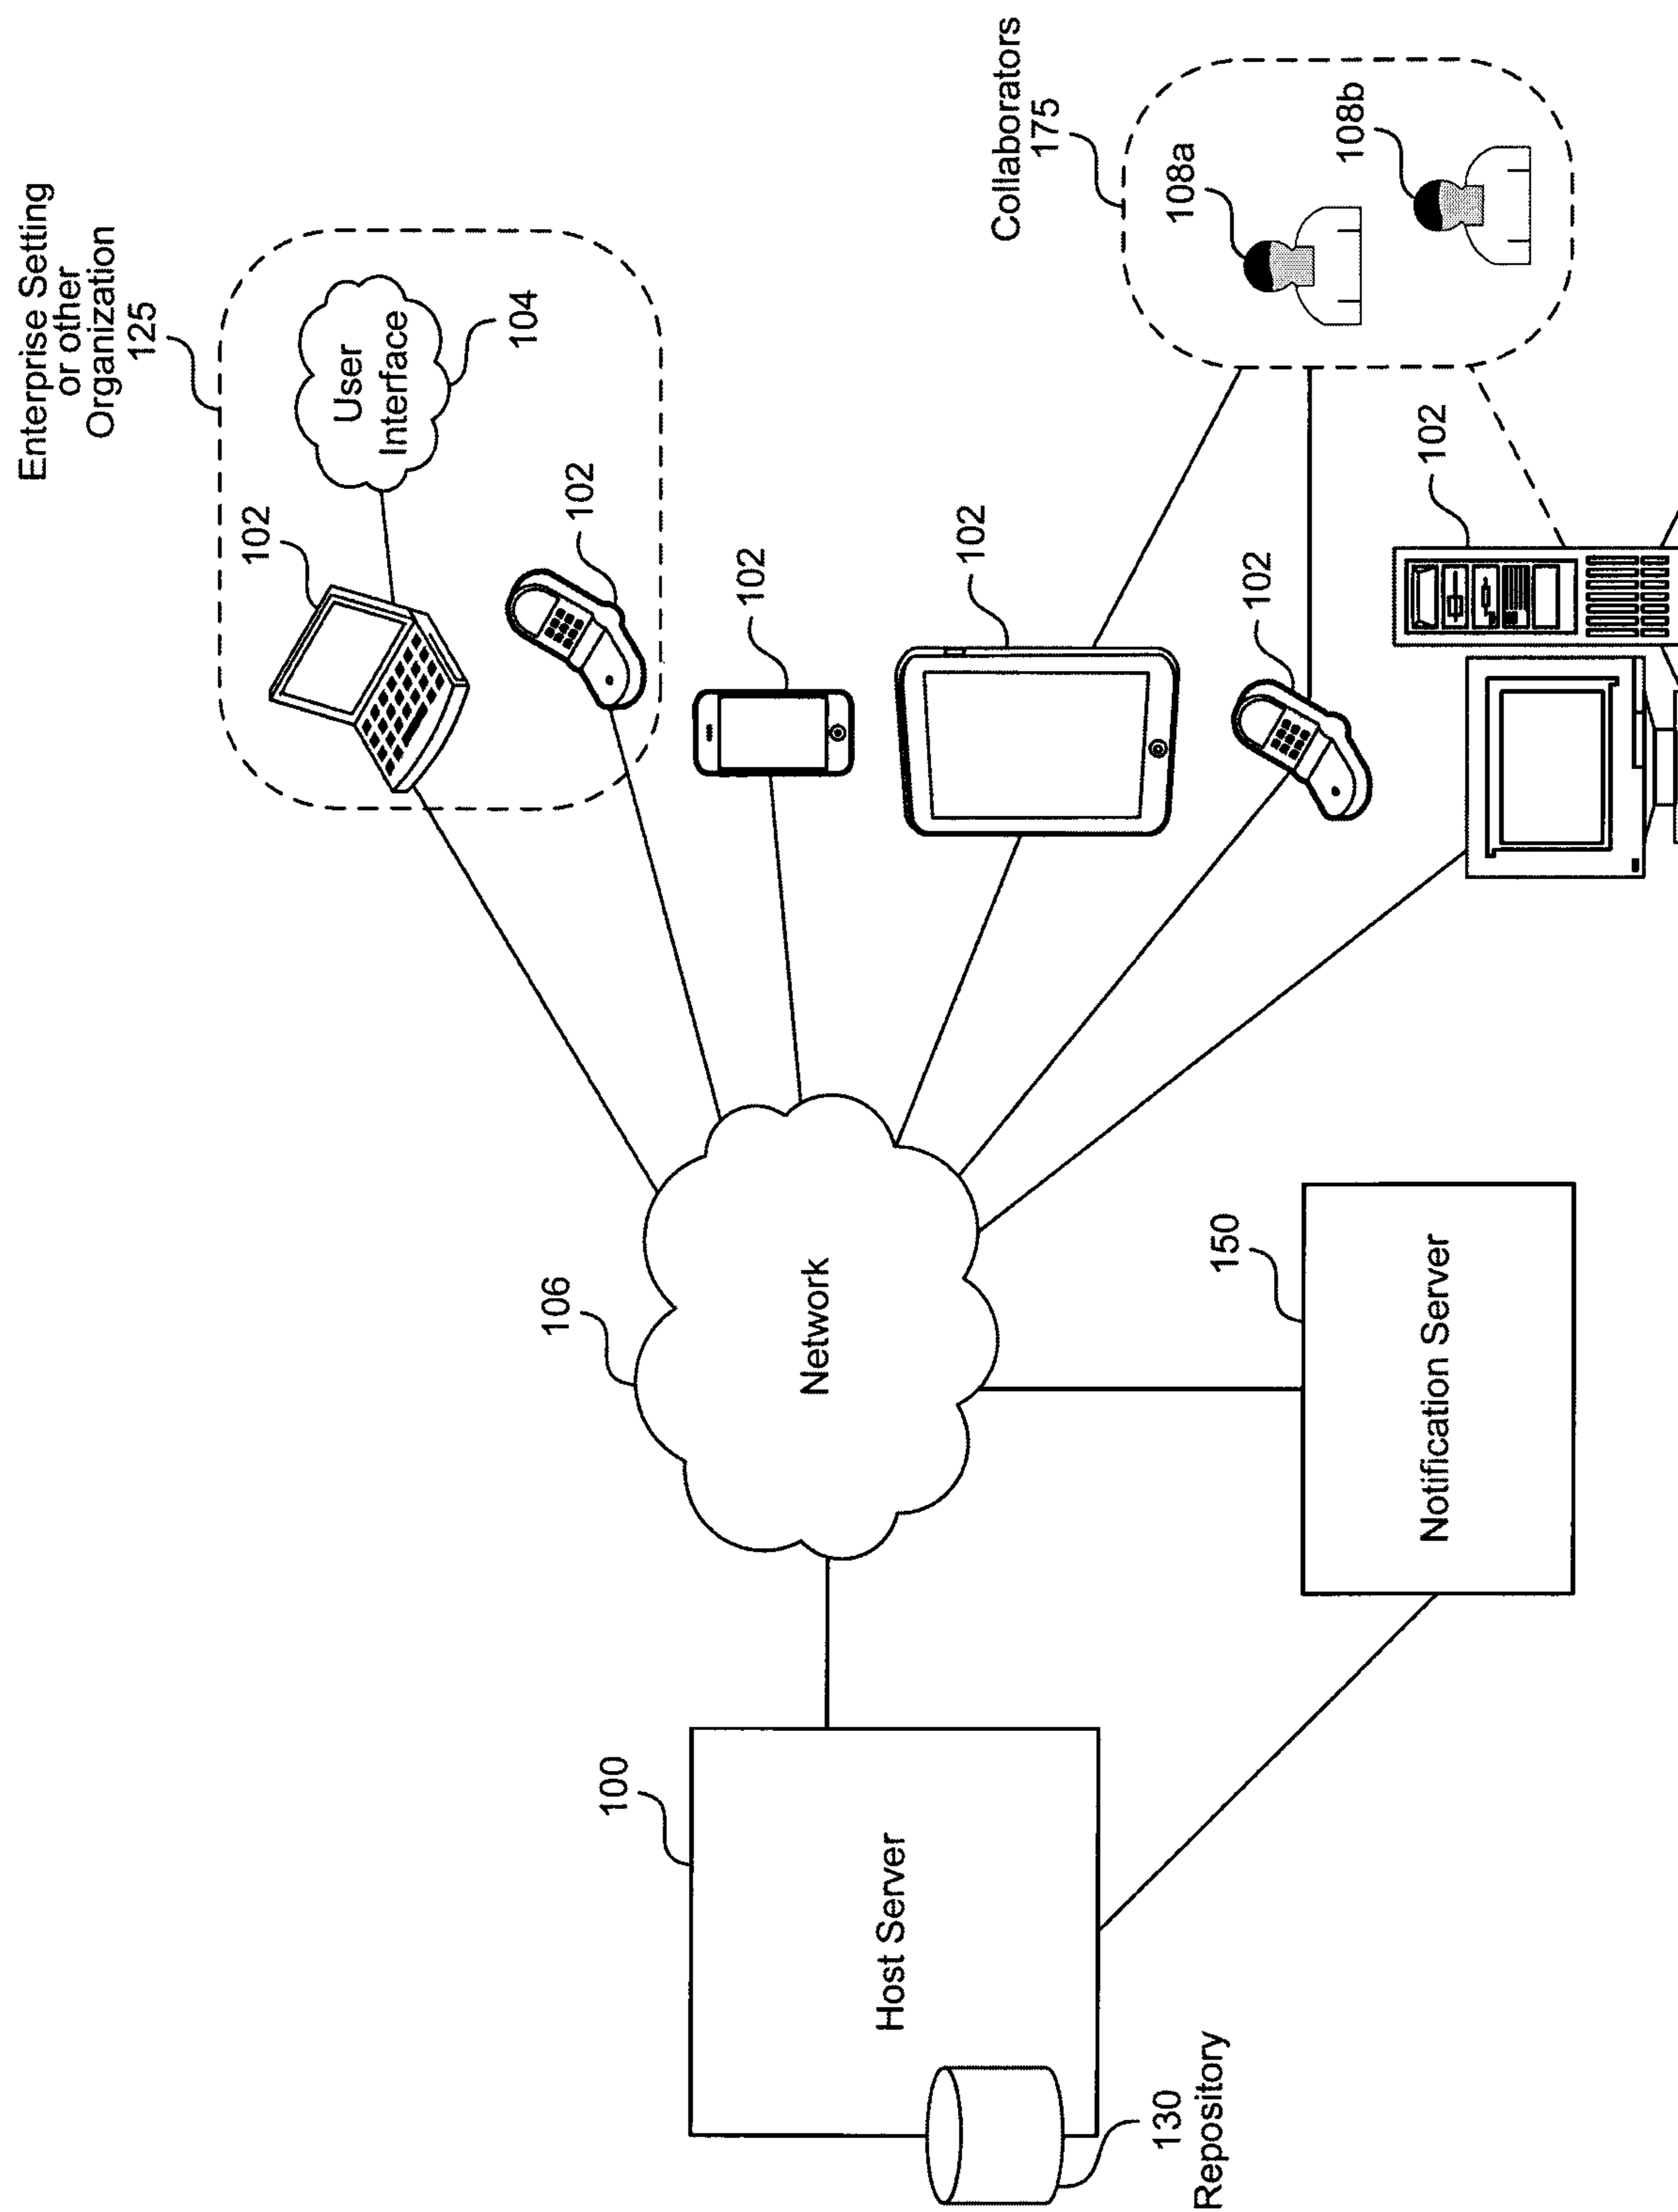 Enterprise Setting
or other
Organization
125
102
User
Interface
104
102
102
102
102
102
Collaborators
175
108a
108b
106
Network
100
Host Server
150
Notification Server
130
Repository